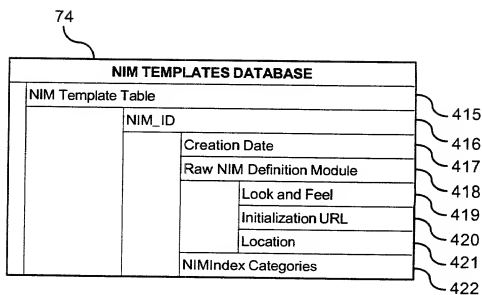 74
NIM TEMPLATES DATABASE
NIM Template Table 415
NIM_ID 416
Creation Date 417
Raw NIM Definition Module 418
Look and Feel 419
Initialization URL 420
Location 421
NIMIndex Categories 422